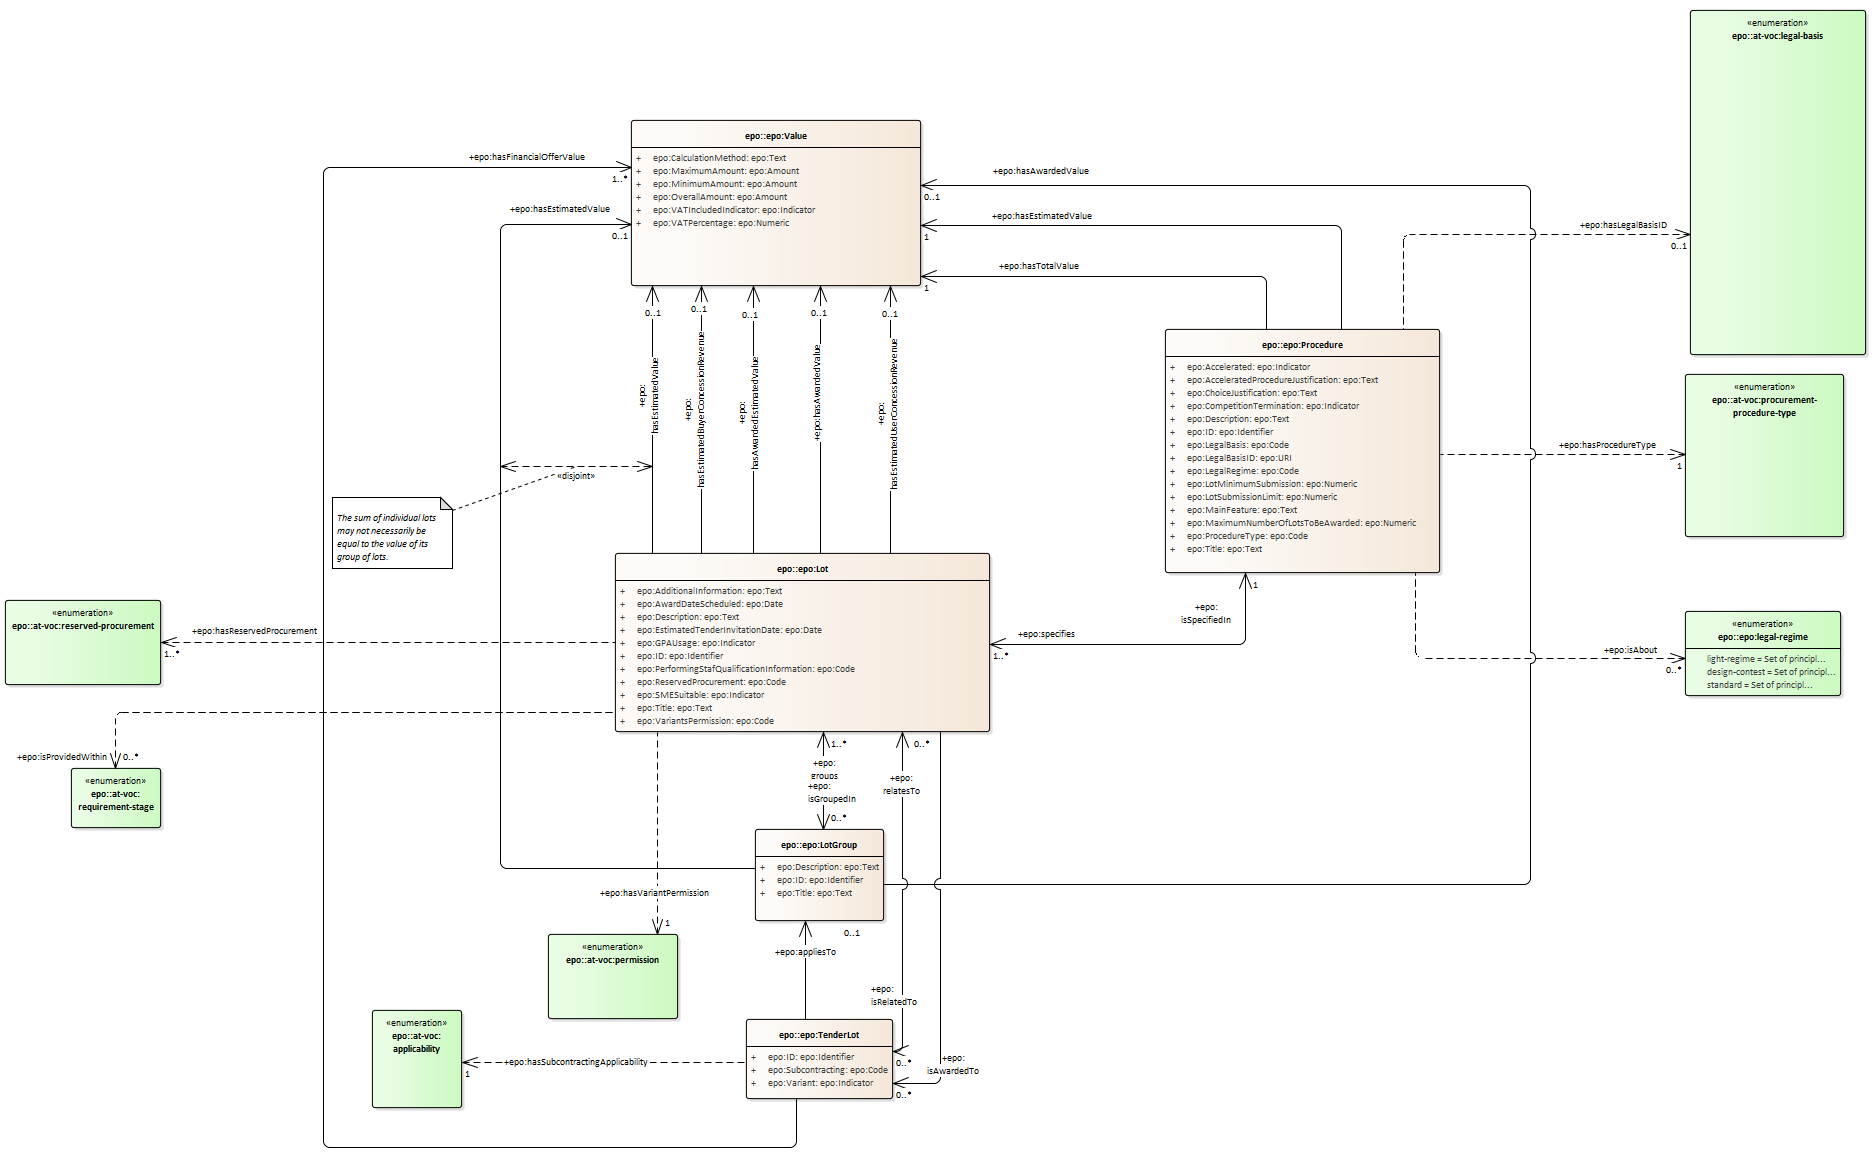 «enumeration»
epo::at-voc:legal-basis
epo::epo:Value
+ epo:CalculationMethod: epo:Text
+ epo:MaximumAmount: epo:Amount
+ epo:MinimumAmount: epo:Amount
+ epo:OverallAmount: epo:Amount
+ epo:VATIncludedIndicator: epo:Indicator
+ epo:VATPercentage: epo:Numeric
+epo:hasFinancialOfferValue
1..*
+epo:hasEstimatedValue
0..1
+epo:hasAwardedValue
0..1
+epo:hasEstimatedValue
1
+epo:hasTotalValue
1
+epo:hasLegalBasisID
0..1
0..1
0..1
0..1
0..1
0..1
+epo:
hasEstimatedValue
+epo:
hasEstimatedBuyerConcessionRevenue
+epo:
hasAwardedEstimatedValue
+epo:hasAwardedValue
+epo:
hasEstimatedUserConcessionRevenue
epo::epo:Procedure
+ epo:Accelerated: epo:Indicator
+ epo:AcceleratedProcedureJustification: epo:Text
+ epo:ChoiceJustification: epo:Text
+ epo:CompetitionTermination: epo:Indicator
+ epo:Description: epo:Text
+ epo:ID: epo:Identifier
+ epo:LegalBasis: epo:Code
+ epo:LegalBasisID: epo:URI
+ epo:LegalRegime: epo:Code
+ epo:LotMinimumSubmission: epo:Numeric
+ epo:LotSubmissionLimit: epo:Numeric
+ epo:MainFeature: epo:Text
+ epo:MaximumNumberOfLotsToBeAwarded: epo:Numeric
+ epo:ProcedureType: epo:Code
+ epo:Title: epo:Text
«enumeration»
epo::at-voc:procurement-
procedure-type
+epo:hasProcedureType
1
«disjoint»
The sum of individual lots
may not necessarily be
equal to the value of its
group of lots.
epo::epo:Lot
+ epo:AdditionalInformation: epo:Text
+ epo:AwardDateScheduled: epo:Date
+ epo:Description: epo:Text
+ epo:EstimatedTenderInvitationDate: epo:Date
+ epo:GPAUsage: epo:Indicator
+ epo:ID: epo:Identifier
+ epo:PerformingStafQualificationInformation: epo:Code
+ epo:ReservedProcurement: epo:Code
+ epo:SMESuitable: epo:Indicator
+ epo:Title: epo:Text
+ epo:VariantsPermission: epo:Code
1
+epo:
isSpecifiedIn
+epo:specifies
1..*
«enumeration»
epo::at-voc:reserved-procurement
+epo:hasReservedProcurement
1..*
«enumeration»
epo::epo:legal-regime
light-regime = Set of principl...
design-contest = Set of principl...
standard = Set of principl...
+epo:isAbout
0..*
+epo:isProvidedWithin
0..*
«enumeration»
epo::at-voc:
requirement-stage
1..*
+epo:
groups
+epo:
isGroupedIn
0..*
0..*
+epo:
relatesTo
epo::epo:LotGroup
+ epo:Description: epo:Text
+ epo:ID: epo:Identifier
+ epo:Title: epo:Text
+epo:hasVariantPermission
1
«enumeration»
epo::at-voc:permission
0..1
+epo:appliesTo
+epo:
isRelatedTo
«enumeration»
epo::at-voc:
applicability
+epo:hasSubcontractingApplicability
1
epo::epo:TenderLot
+ epo:ID: epo:Identifier
+ epo:Subcontracting: epo:Code
+ epo:Variant: epo:Indicator
0..*
+epo:
isAwardedTo
0..*